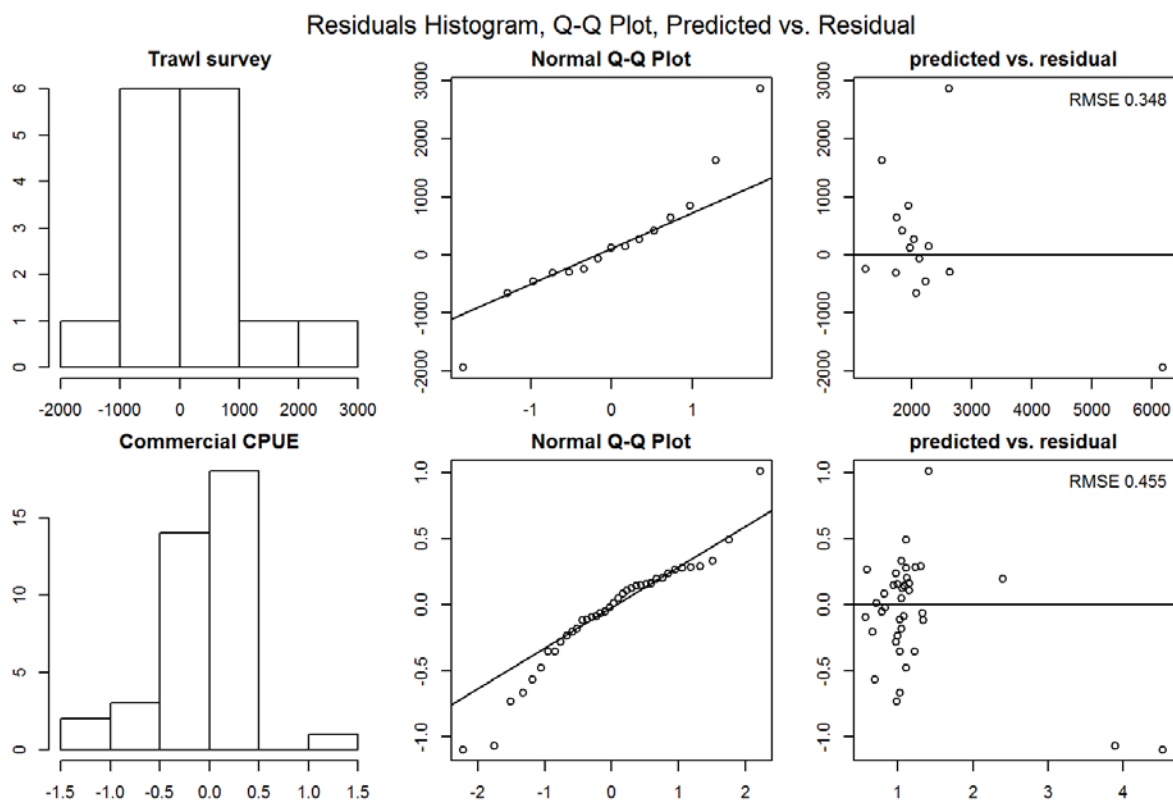 Residuals Histogram, Q-Q Plot, Predicted vs. Residual
Trawl survey
0 1 2 3 4 5 6
-2000 -1000 0 1000 2000 3000
Normal Q-Q Plot
-2000 -1000 0 1000 2000 3000
-1 0 1
predicted vs. residual
RMSE 0.348
-2000 -1000 0 1000 2000 3000
2000 3000 4000 5000 6000
Commercial CPUE
0 5 10 15
-1.5 -1.0 -0.5 0.0 0.5 1.0 1.5
Normal Q-Q Plot
-1.0 -0.5 0.0 0.5 1.0
-2 -1 0 1 2
predicted vs. residual
RMSE 0.455
-1.0 -0.5 0.0 0.5 1.0
1 2 3 4